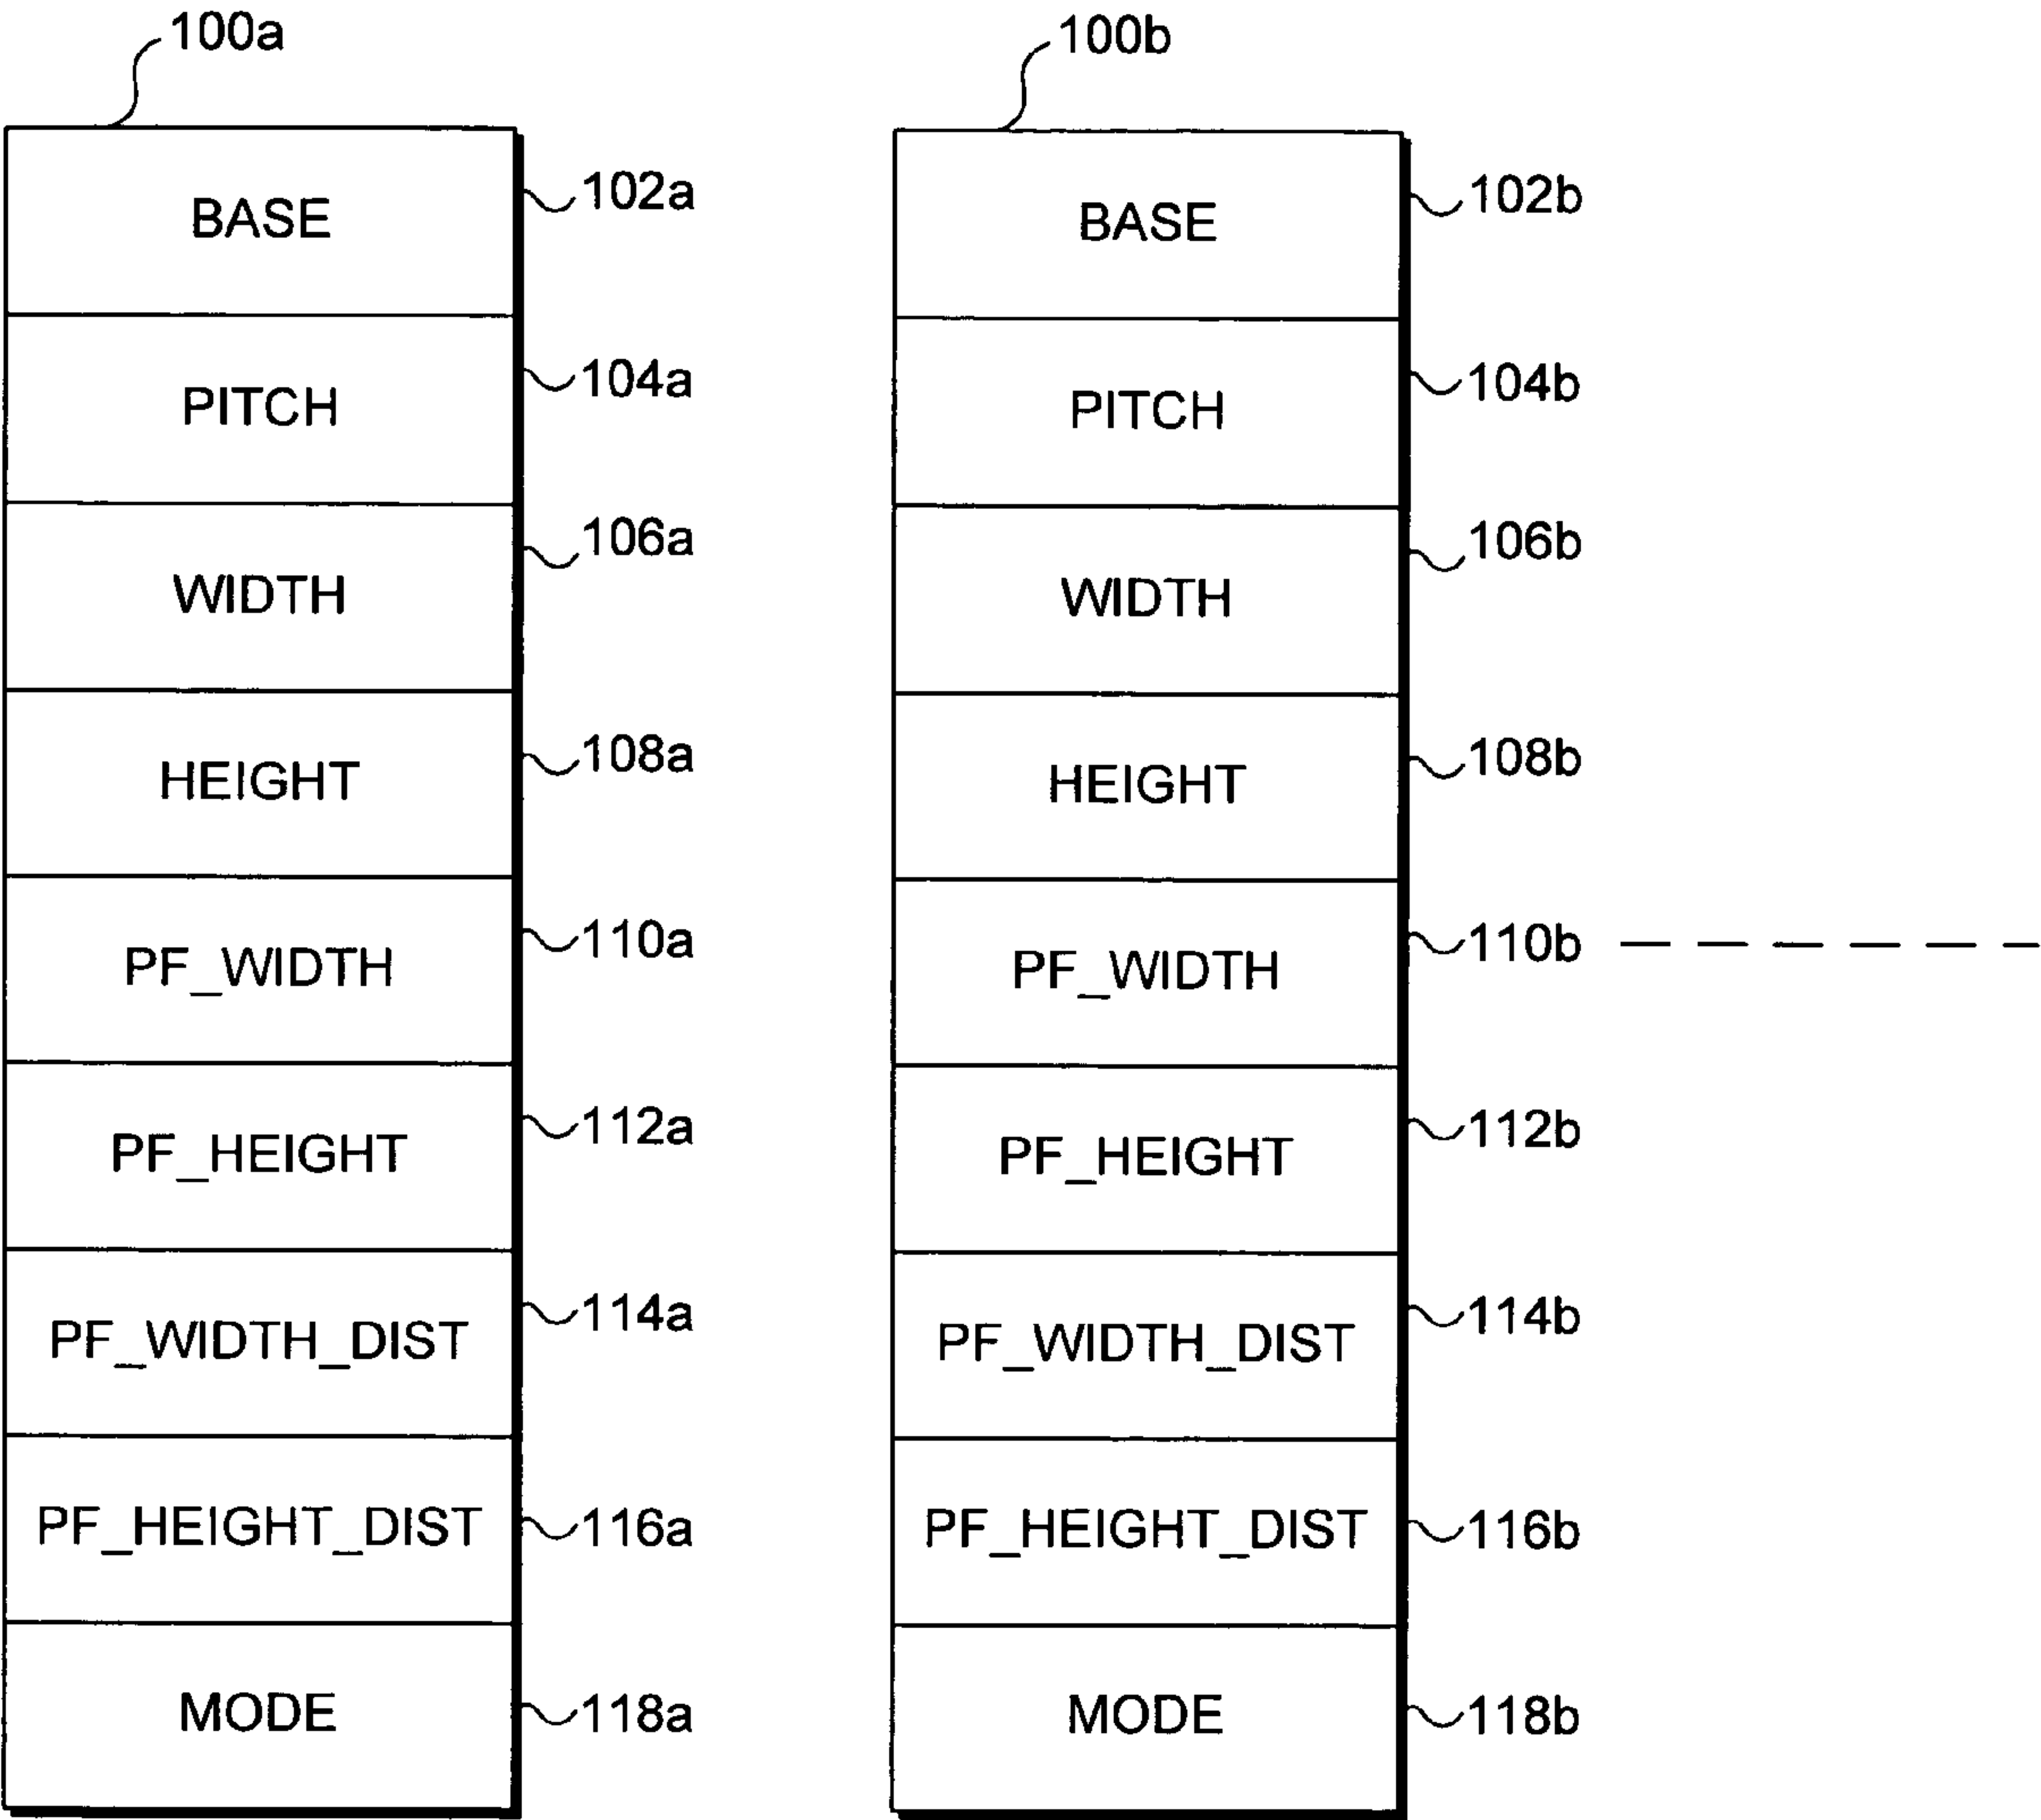 100a
100b
BASE
102a
BASE
102b
PITCH
104a
PITCH
104b
WIDTH
106a
WIDTH
106b
HEIGHT
108a
HEIGHT
108b
PF_WIDTH
110a
PF_WIDTH
110b
PF_HEIGHT
112a
PF_HEIGHT
112b
PF_WIDTH_DIST
114a
PF_WIDTH_DIST
114b
PF_HEIGHT_DIST
116a
PF_HEIGHT_DIST
116b
MODE
118a
MODE
118b